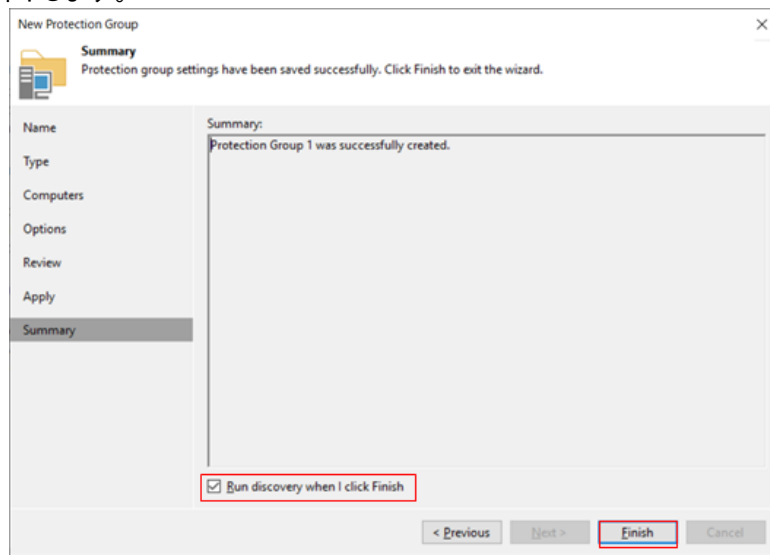 New Protection Group
Summary
Protection group settings have been saved successfully. Click Finish to exit the wizard.
Name
Type
Computers
Options
Review
Apply
Summary
Summary:
Protection Group 1 was successfully created.
Run discovery when I click Finish
< Previous
Next >
Finish
Cancel